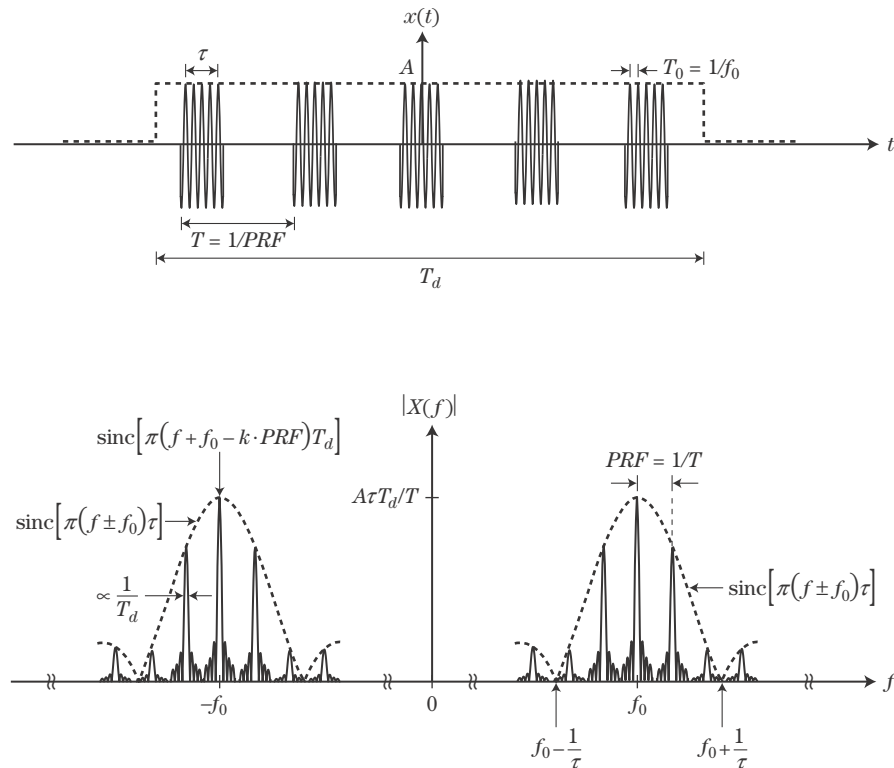 x(t)
τ
A
T₀ = 1/f₀
t
T = 1/PRF
T_d
|X(f)|
sinc[π(f + f₀ – k·PRF)T_d]
PRF = 1/T
AτT_d/T
sinc[π(f ± f₀)τ]
∝ 1/T_d
sinc[π(f ± f₀)τ]
–f₀
0
f₀
f
f₀ – 1/τ
f₀ + 1/τ